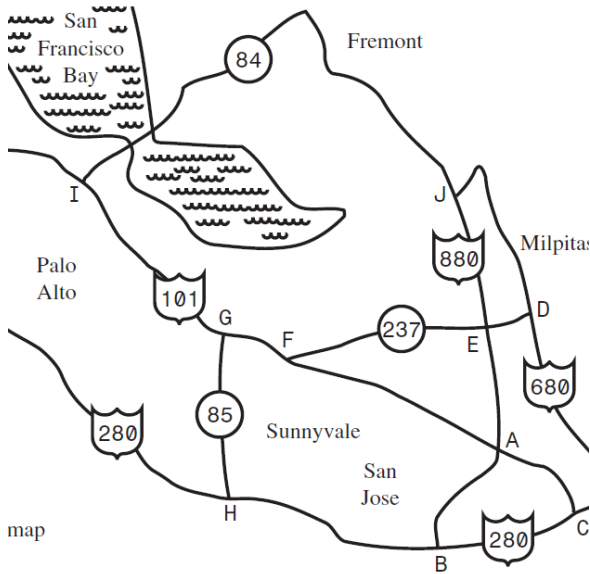 San
Francisco
Bay
84
Fremont
I
J
880
Milpitas
Palo
Alto
101
G
F
237
E
D
680
85
280
Sunnyvale
A
San
Jose
H
map
B
280
C